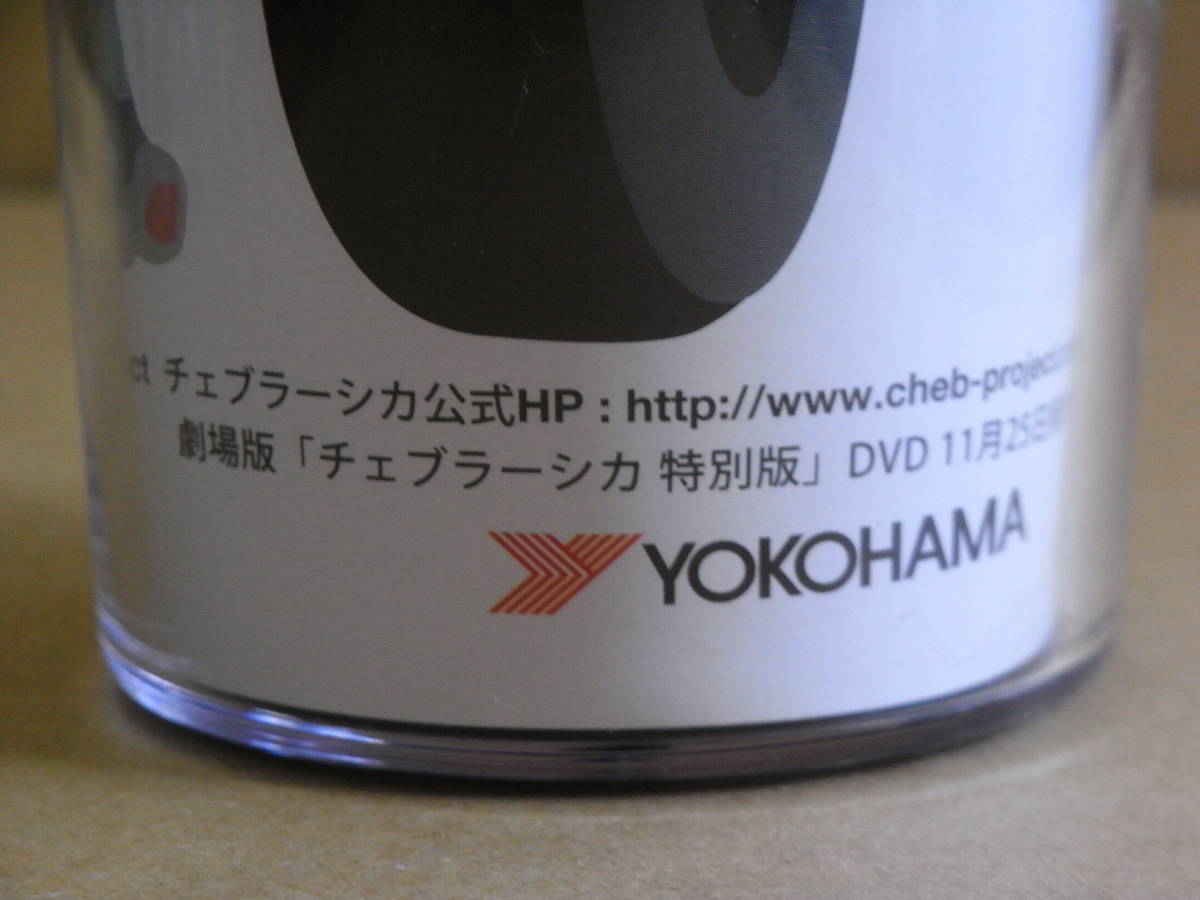 チェブラーシカ公式HP : http://www.cheb-project
劇場版「チェブラーシカ 特別版」 DVD 11月25日
YOKOHAMA